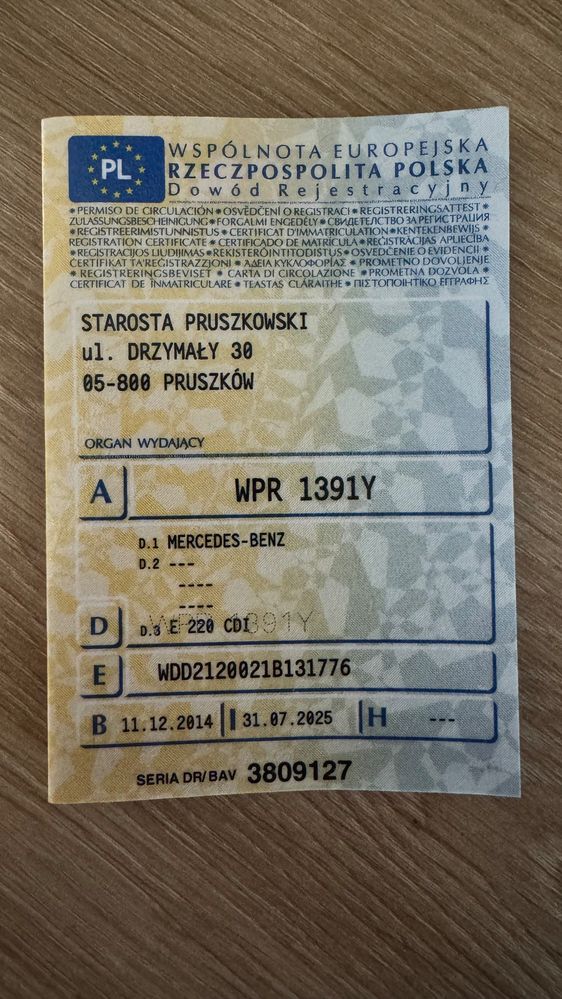 PL
WSPÓLNOTA EUROPEJSKA
RZECZPOSPOLITA POLSKA
Dowód Rejestracyjny
* PERMISO DE CIRCULACIÓN * OSVĚDČENÍ O REGISTRACI * REGISTRERINGSATTEST *
ZULASSUNGSBESCHEINIGUNG * FORGALMI ENGEDÉLY * СВИДЕТЕЛСТВО ЗА РЕГИСТРАЦИЯ
* REGISTREERIMISTUNNISTUS * CERTIFICAT D'IMMATRICULATION * KENTEKENBEWIJS *
REGISTRATION CERTIFICATE * CERTIFICADO DE MATRÍCULA * REĢISTRĀCIJAS APLIECĪBA
* REGISTRACIJOS LIUDIJIMAS * REKISTERÖINTITODISTUS * OSVEDČENIE O EVIDENCII *
CERTIFIKAT TA' REĠISTRAZZJONI * ΑΔΕΙΑ ΚΥΚΛΟΦΟΡΙΑΣ * PROMETNO DOVOLJENJE
* REGISTRERINGSBEVISET * CARTA DI CIRCOLAZIONE * PROMETNA DOZVOLA *
CERTIFICAT DE ÎNMATRICULARE * TEASTAS CLÁRAITHE * ΠΙΣΤΟΠΟΙΗΤΙΚΟ ΕΓΓΡΑΦΗΣ
STAROSTA PRUSZKOWSKI
ul. DRZYMAŁY 30
05-800 PRUSZKÓW
ORGAN WYDAJĄCY
A WPR 1391Y
D.1 MERCEDES-BENZ
D.2 ---
----
----
WPR 1391Y
D D.3 E 220 CDI
E WDD2120021B131776
B 11.12.2014 I 31.07.2025 H ---
SERIA DR/BAV 3809127